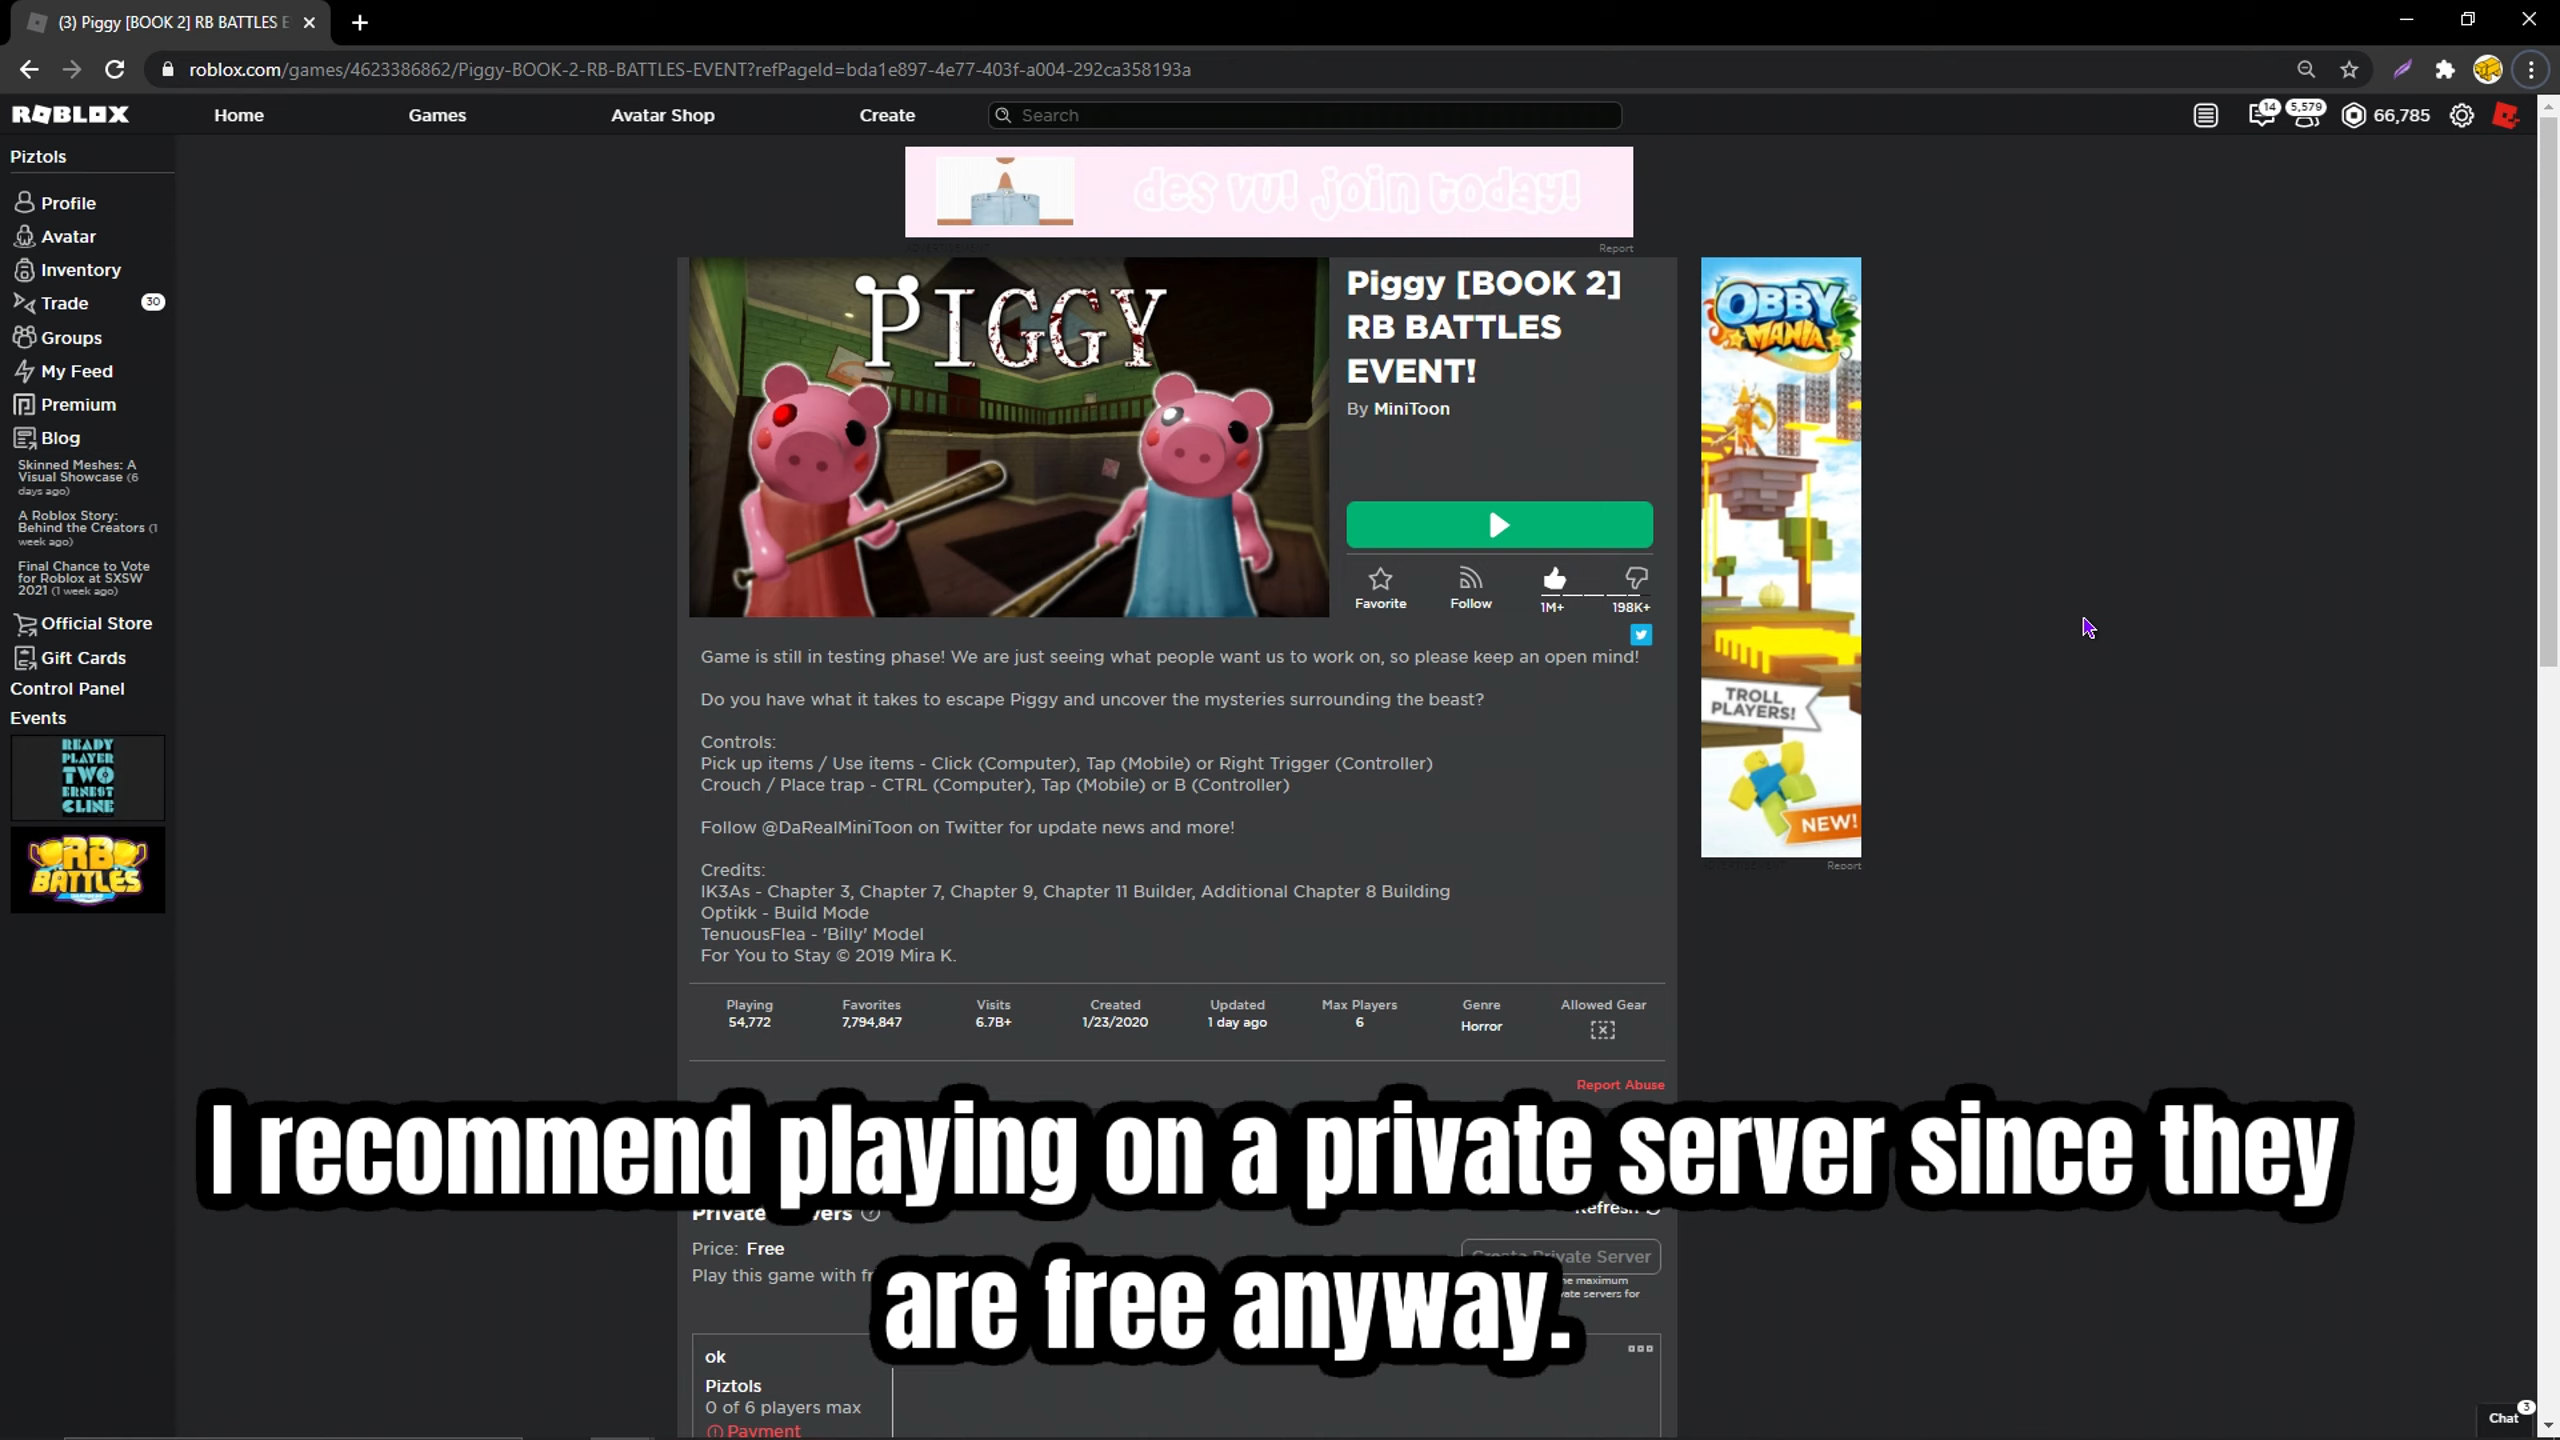 (3) Piggy [BOOK 2] RB BATTLES E
roblox.com/games/4623386862/Piggy-BOOK-2-RB-BATTLES-EVENT?refPageId=bda1e897-4e77-403f-a004-292ca358193a
ROBLOX
Home
Games
Avatar Shop
Create
Search
14
5,579
66,785
Piztols
Profile
Avatar
Inventory
Trade
30
Groups
My Feed
Premium
Blog
Skinned Meshes: A
Visual Showcase (6
days ago)
A Roblox Story:
Behind the Creators (1
week ago)
Final Chance to Vote
for Roblox at SXSW
2021 (1 week ago)
Official Store
Gift Cards
Control Panel
Events
READY
PLAYER
TWO
ERNEST
CLINE
RB
BATTLES
des vu! join today!
Report
PIGGY
Piggy [BOOK 2]
RB BATTLES
EVENT!
By MiniToon
Favorite
Follow
1M+
198K+
Game is still in testing phase! We are just seeing what people want us to work on, so please keep an open mind!
Do you have what it takes to escape Piggy and uncover the mysteries surrounding the beast?
Controls:
Pick up items / Use items - Click (Computer), Tap (Mobile) or Right Trigger (Controller)
Crouch / Place trap - CTRL (Computer), Tap (Mobile) or B (Controller)
Follow @DaRealMiniToon on Twitter for update news and more!
Credits:
IK3As - Chapter 3, Chapter 7, Chapter 9, Chapter 11 Builder, Additional Chapter 8 Building
Optikk - Build Mode
TenuousFlea - 'Billy' Model
For You to Stay © 2019 Mira K.
Playing
54,772
Favorites
7,794,847
Visits
6.7B+
Created
1/23/2020
Updated
1 day ago
Max Players
6
Genre
Horror
Allowed Gear
Report Abuse
OBBY
MANIA
TROLL
PLAYERS!
NEW!
Report
I recommend playing on a private server since they
are free anyway.
Private
Refresh
Price: Free
Create Private Server
Play this game with
maximum
servers for
ok
Piztols
0 of 6 players max
Payment
Chat
3